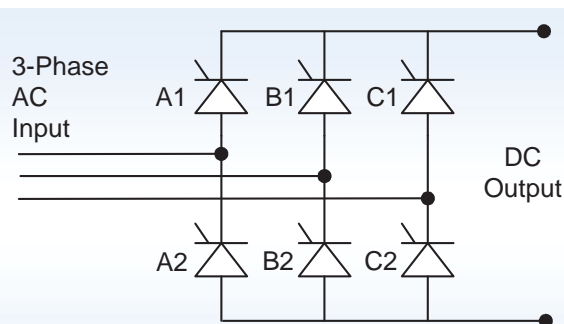 3-Phase
AC
Input
A1
B1
C1
DC
Output
A2
B2
C2